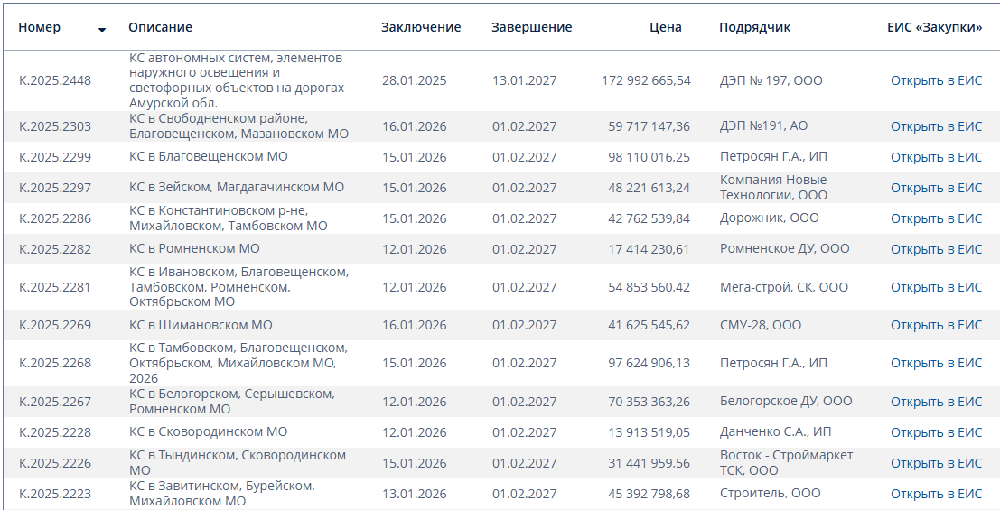 Номер Описание Заключение Завершение Цена Подрядчик ЕИС «Закупки»
КС автономных систем, элементов
наружного освещения и
светофорных объектов на дорогах
Амурской обл.
К.2025.2448 28.01.2025 13.01.2027 172 992 665,54 ДЭП № 197, ООО Открыть в ЕИС
КС в Свободненском районе,
Благовещенском, Мазановском МО
К.2025.2303 16.01.2026 01.02.2027 59 717 147,36 ДЭП №191, АО Открыть в ЕИС
К.2025.2299 КС в Благовещенском МО 15.01.2026 01.02.2027 98 110 016,25 Петросян Г.А., ИП Открыть в ЕИС
К.2025.2297 КС в Зейском, Магдагачинском МО 15.01.2026 01.02.2027 48 221 613,24 Компания Новые
Технологии, ООО Открыть в ЕИС
КС в Константиновском р-не,
Михайловском, Тамбовском МО
К.2025.2286 15.01.2026 01.02.2027 42 762 539,84 Дорожник, ООО Открыть в ЕИС
К.2025.2282 КС в Ромненском МО 12.01.2026 01.02.2027 17 414 230,61 Ромненское ДУ, ООО Открыть в ЕИС
КС в Ивановском, Благовещенском,
Тамбовском, Ромненском,
Октябрьском МО
К.2025.2281 12.01.2026 01.02.2027 54 853 560,42 Мега-строй, СК, ООО Открыть в ЕИС
К.2025.2269 КС в Шимановском МО 16.01.2026 01.02.2027 41 625 545,62 СМУ-28, ООО Открыть в ЕИС
КС в Тамбовском, Благовещенском,
Октябрьском, Михайловском МО,
2026
К.2025.2268 15.01.2026 01.02.2027 97 624 906,13 Петросян Г.А., ИП Открыть в ЕИС
КС в Белогорском, Серышевском,
Ромненском МО
К.2025.2267 12.01.2026 01.02.2027 70 353 363,26 Белогорское ДУ, ООО Открыть в ЕИС
К.2025.2228 КС в Сковородинском МО 12.01.2026 01.02.2027 13 913 519,05 Данченко С.А., ИП Открыть в ЕИС
КС в Тындинском, Сковородинском
МО
К.2025.2226 15.01.2026 01.02.2027 31 441 959,56 Восток - Строймаркет
ТСК, ООО Открыть в ЕИС
КС в Завитинском, Бурейском,
Михайловском МО
К.2025.2223 13.01.2026 01.02.2027 45 392 798,68 Строитель, ООО Открыть в ЕИС